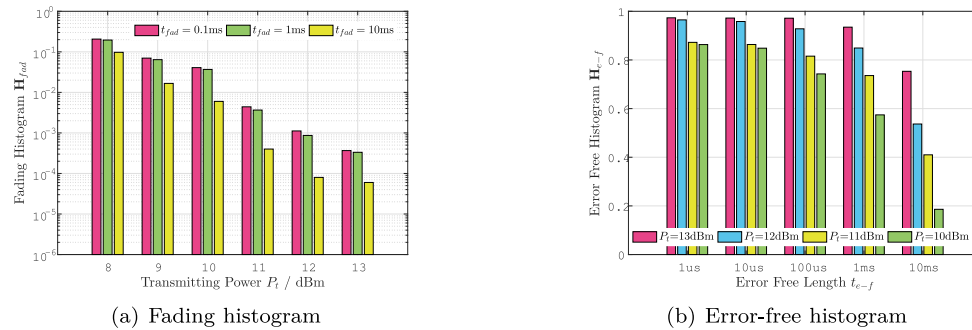 10⁰
10⁻¹
10⁻²
10⁻³
10⁻⁴
10⁻⁵
10⁻⁶
Fading Histogram H_fad
t_fad = 0.1ms t_fad = 1ms t_fad = 10ms
8 9 10 11 12 13
Transmitting Power P_t / dBm
(a) Fading histogram
1
0.8
0.6
0.4
0.2
0
Error Free Histogram H_e−f
P_t=13dBm P_t=12dBm P_t=11dBm P_t=10dBm
1us 10us 100us 1ms 10ms
Error Free Length t_e−f
(b) Error-free histogram